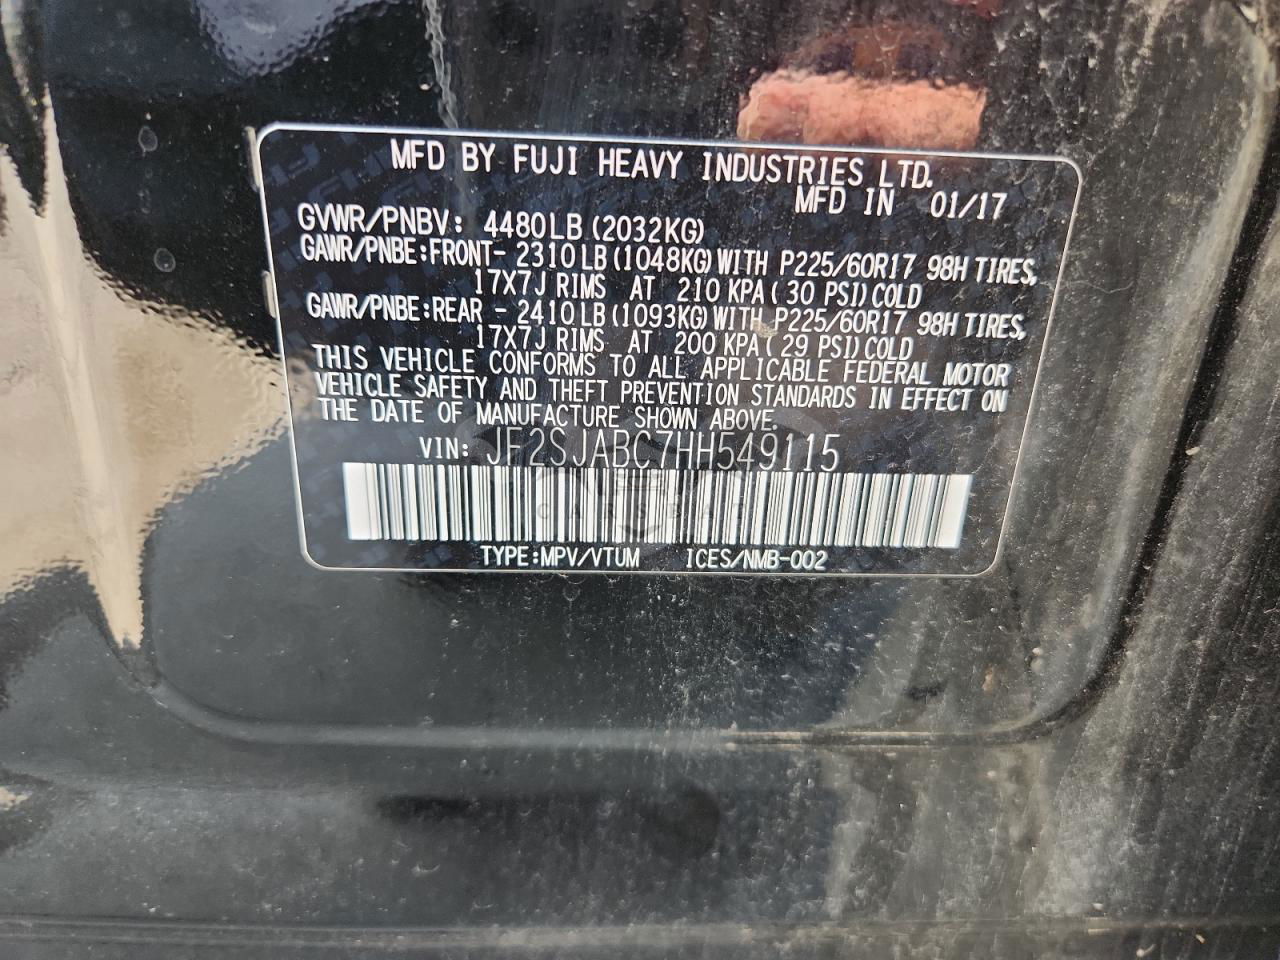 MFD BY FUJI HEAVY INDUSTRIES LTD.
MFD IN 01/17
GVWR/PNBV: 4480LB (2032KG)
GAWR/PNBE:FRONT- 2310LB (1048KG) WITH P225/60R17 98H TIRES,
17X7J RIMS AT 210 KPA (30 PSI) COLD
GAWR/PNBE:REAR - 2410LB (1093KG) WITH P225/60R17 98H TIRES,
17X7J RIMS AT 200 KPA (29 PSI) COLD
THIS VEHICLE CONFORMS TO ALL APPLICABLE FEDERAL MOTOR
VEHICLE SAFETY AND THEFT PREVENTION STANDARDS IN EFFECT ON
THE DATE OF MANUFACTURE SHOWN ABOVE.
VIN: JF2SJABC7HH549115
TYPE:MPV/VTUM ICES/NMB-002